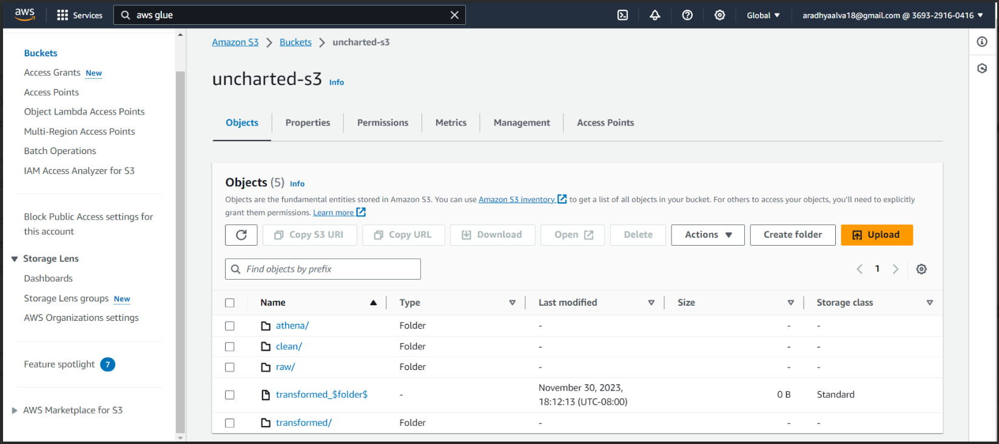 aws
Services
aws glue
Global
aradhyaalva18@gmail.com @ 3693-2916-0416
Buckets
Access Grants New
Access Points
Object Lambda Access Points
Multi-Region Access Points
Batch Operations
IAM Access Analyzer for S3
Block Public Access settings for
this account
Storage Lens
Dashboards
Storage Lens groups New
AWS Organizations settings
Feature spotlight 7
AWS Marketplace for S3
Amazon S3 Buckets uncharted-s3
uncharted-s3 Info
Objects Properties Permissions Metrics Management Access Points
Objects (5) Info
Objects are the fundamental entities stored in Amazon S3. You can use Amazon S3 inventory to get a list of all objects in your bucket. For others to access your objects, you'll need to explicitly
grant them permissions. Learn more
Copy S3 URI Copy URL Download Open Delete Actions Create folder Upload
Find objects by prefix
1
Name Type Last modified Size Storage class
athena/ Folder - - -
clean/ Folder - - -
raw/ Folder - - -
transformed_$folder$ - November 30, 2023,
18:12:13 (UTC-08:00) 0 B Standard
transformed/ Folder - - -